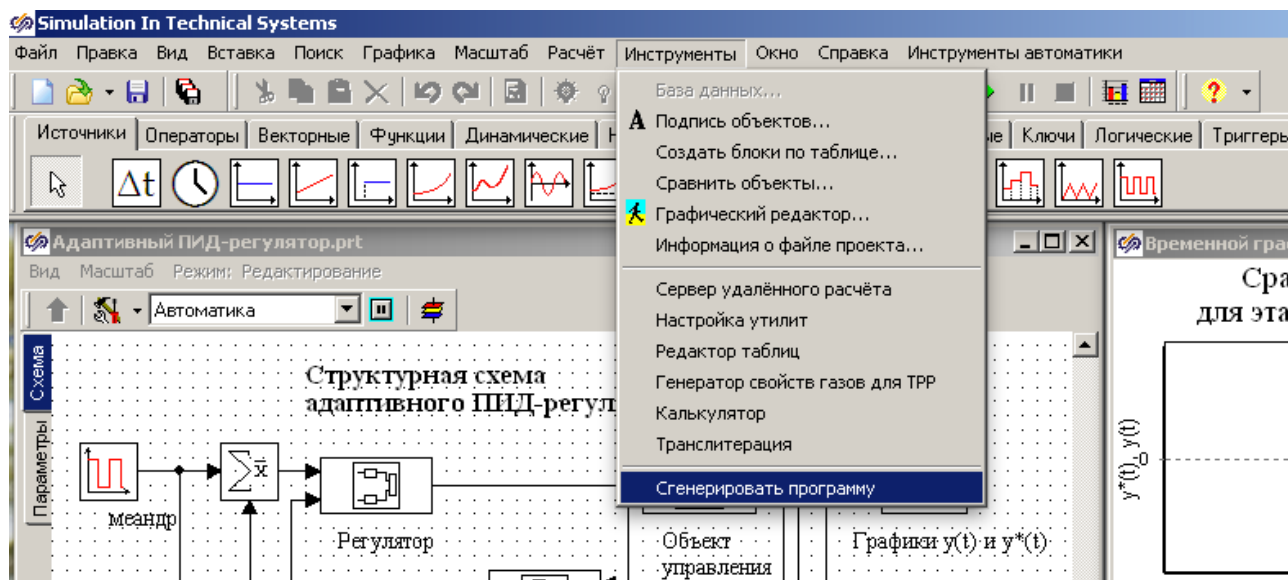 Simulation In Technical Systems
Файл Правка Вид Вставка Поиск Графика Масштаб Расчёт Инструменты Окно Справка Инструменты автоматики
Источники Операторы Векторные Функции Динамические Ключи Логические Триггеры
Δt
База данных...
A Подпись объектов...
Создать блоки по таблице...
Сравнить объекты...
Графический редактор...
Информация о файле проекта...
Сервер удалённого расчёта
Настройка утилит
Редактор таблиц
Генератор свойств газов для ТРР
Калькулятор
Транслитерация
Сгенерировать программу
Адаптивный ПИД-регулятор.prt
Вид Масштаб Режим: Редактирование
Автоматика
Схема
Параметры
Структурная схема
адаптивного ПИД-регул
меандр
Σx̄
Регулятор
Объект
управления
Графики y(t) и y*(t)
Временной гра
Сра
для эта
y*(t), y(t)
0